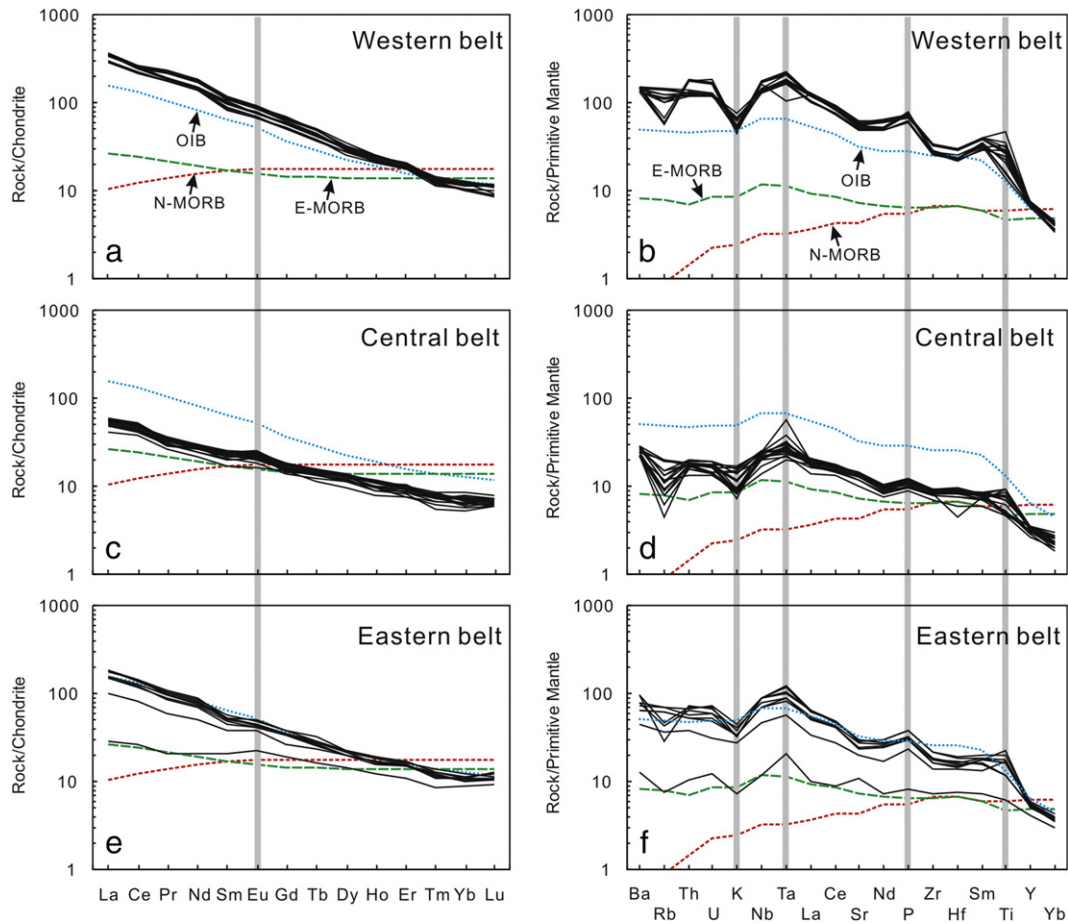 1000
100
10
1
Rock/Chondrite
Western belt
OIB
N-MORB
E-MORB
a
1000
100
10
1
Rock/Primitive Mantle
Western belt
E-MORB
OIB
N-MORB
b
1000
100
10
1
Rock/Chondrite
Central belt
c
1000
100
10
1
Rock/Primitive Mantle
Central belt
d
1000
100
10
1
Rock/Chondrite
Eastern belt
e
La Ce Pr Nd Sm Eu Gd Tb Dy Ho Er Tm Yb Lu
1000
100
10
1
Rock/Primitive Mantle
Eastern belt
f
Ba Th K Ta Ce Nd Zr Sm Y
Rb U Nb La Sr P Hf Ti Yb